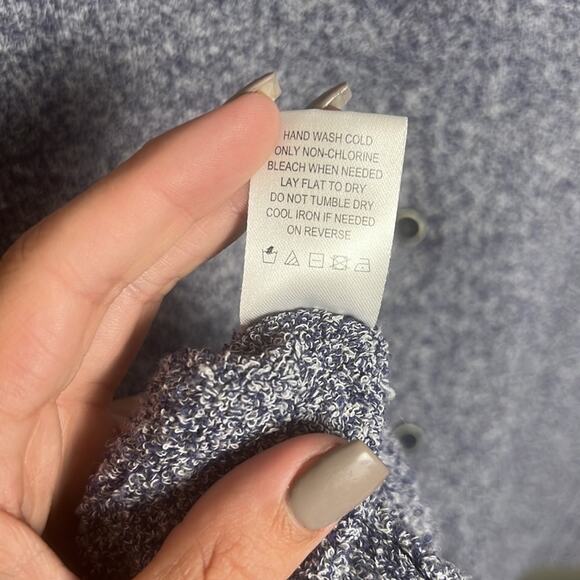 HAND WASH COLD
ONLY NON-CHLORINE
BLEACH WHEN NEEDED
LAY FLAT TO DRY
DO NOT TUMBLE DRY
COOL IRON IF NEEDED
ON REVERSE